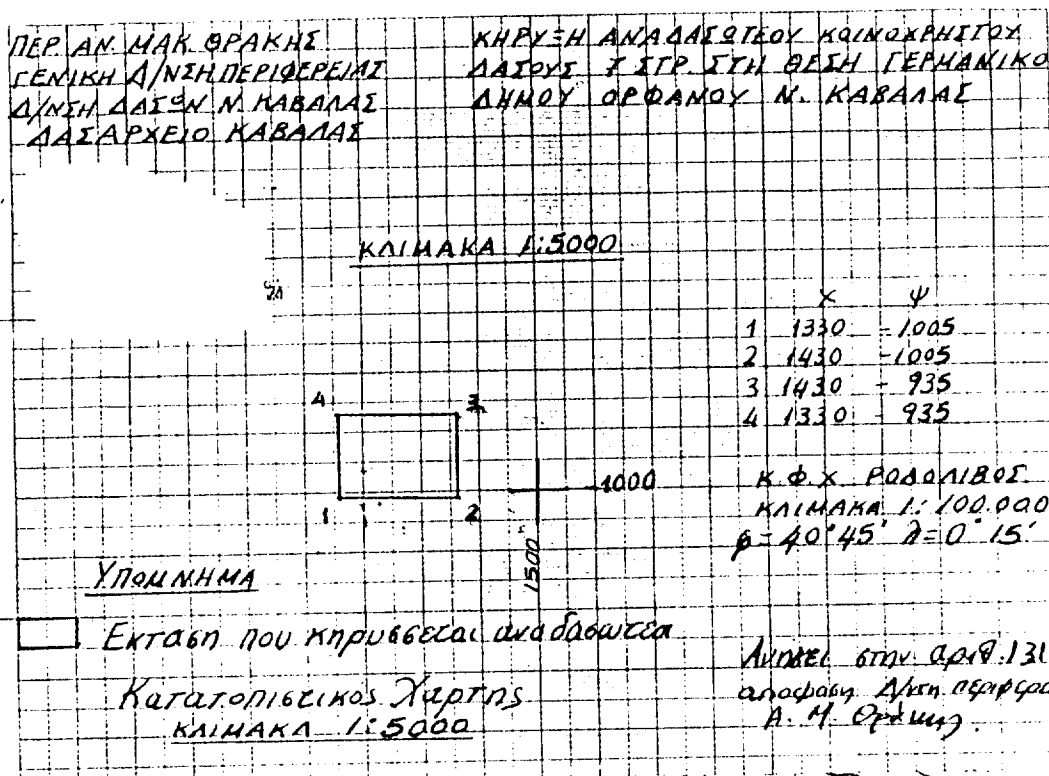 ΠΕΡ. ΑΝ. ΜΑΚ. ΘΡΑΚΗΣ
ΓΕΝΙΚΗ Δ/ΝΣΗ ΠΕΡΙΦΕΡΕΙΑΣ
Δ/ΝΣΗ ΔΑΣΩΝ Ν. ΚΑΒΑΛΑΣ
ΔΑΣΑΡΧΕΙΟ ΚΑΒΑΛΑΣ
ΚΗΡΥΞΗ ΑΝΑΔΑΣΩΤΕΟΥ ΚΟΙΝΟΧΡΗΣΤΟΥ
ΔΑΣΟΥΣ 7 ΣΤΡ. ΣΤΗ ΘΕΣΗ ΓΕΡΜΑΝΙΚΟ
ΔΗΜΟΥ ΟΡΦΑΝΟΥ Ν. ΚΑΒΑΛΑΣ
ΚΛΙΜΑΚΑ 1:5000
Χ Ψ
1 1330 -1005
2 1430 -1005
3 1430 - 935
4 1330 - 935
4 3
1 2
-1000
1500
Κ.Φ.Χ. ΡΟΔΟΛΙΒΟΣ
ΚΛΙΜΑΚΑ 1:100.000
φ=40°45' λ=0°15'
ΥΠΟΜΝΗΜΑ
Εκταση που κηρυσσεται αναδασωτεα
Κατατοπιστικος Χαρτης
ΚΛΙΜΑΚΑ 1:5000
Ανηκει στην αριθ. 131
αποφαση Δ/ντη περιφερ
Α. Μ. Θρακης